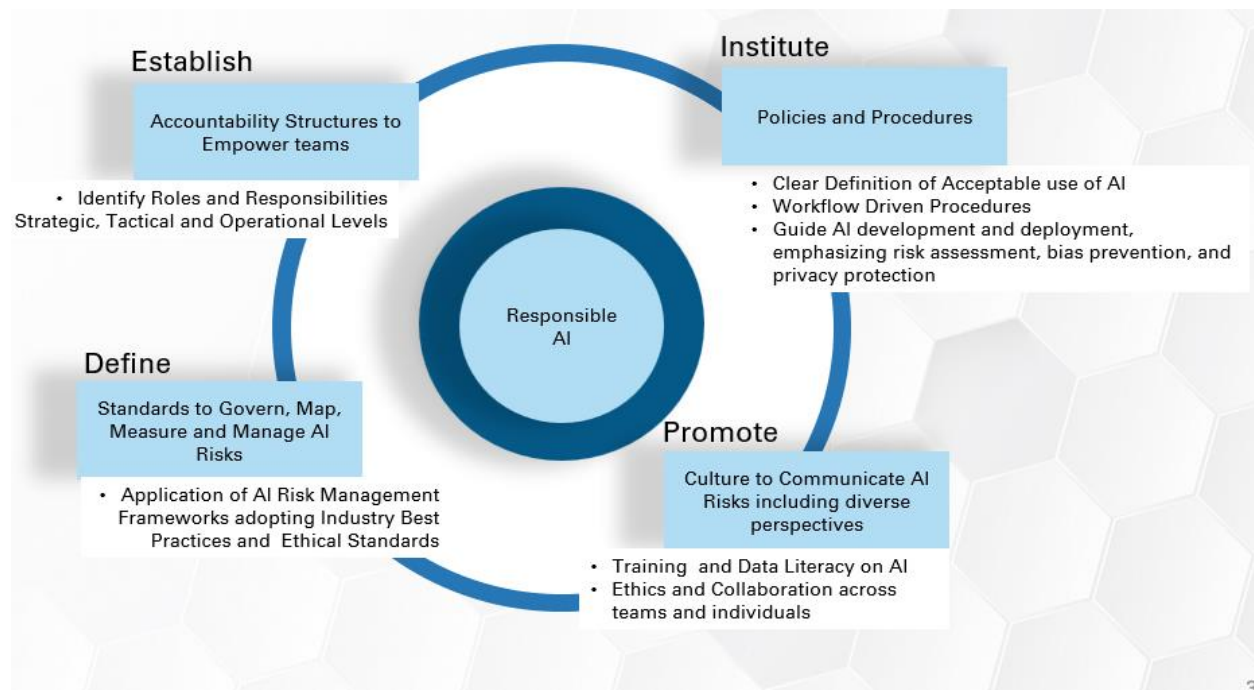 Establish
Accountability Structures to
Empower teams
• Identify Roles and Responsibilities
Strategic, Tactical and Operational Levels
Institute
Policies and Procedures
• Clear Definition of Acceptable use of AI
• Workflow Driven Procedures
• Guide AI development and deployment,
emphasizing risk assessment, bias prevention, and
privacy protection
Responsible
AI
Define
Standards to Govern, Map,
Measure and Manage AI
Risks
• Application of AI Risk Management
Frameworks adopting Industry Best
Practices and Ethical Standards
Promote
Culture to Communicate AI
Risks including diverse
perspectives
• Training and Data Literacy on AI
• Ethics and Collaboration across
teams and individuals